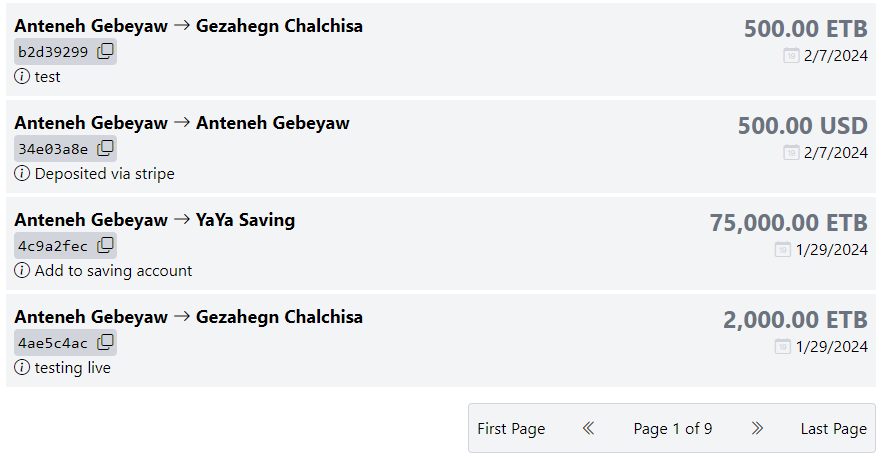 Anteneh Gebeyaw → Gezahegn Chalchisa
500.00 ETB
b2d39299
2/7/2024
test
Anteneh Gebeyaw → Anteneh Gebeyaw
500.00 USD
34e03a8e
2/7/2024
Deposited via stripe
Anteneh Gebeyaw → YaYa Saving
75,000.00 ETB
4c9a2fec
1/29/2024
Add to saving account
Anteneh Gebeyaw → Gezahegn Chalchisa
2,000.00 ETB
4ae5c4ac
1/29/2024
testing live
First Page « Page 1 of 9 » Last Page